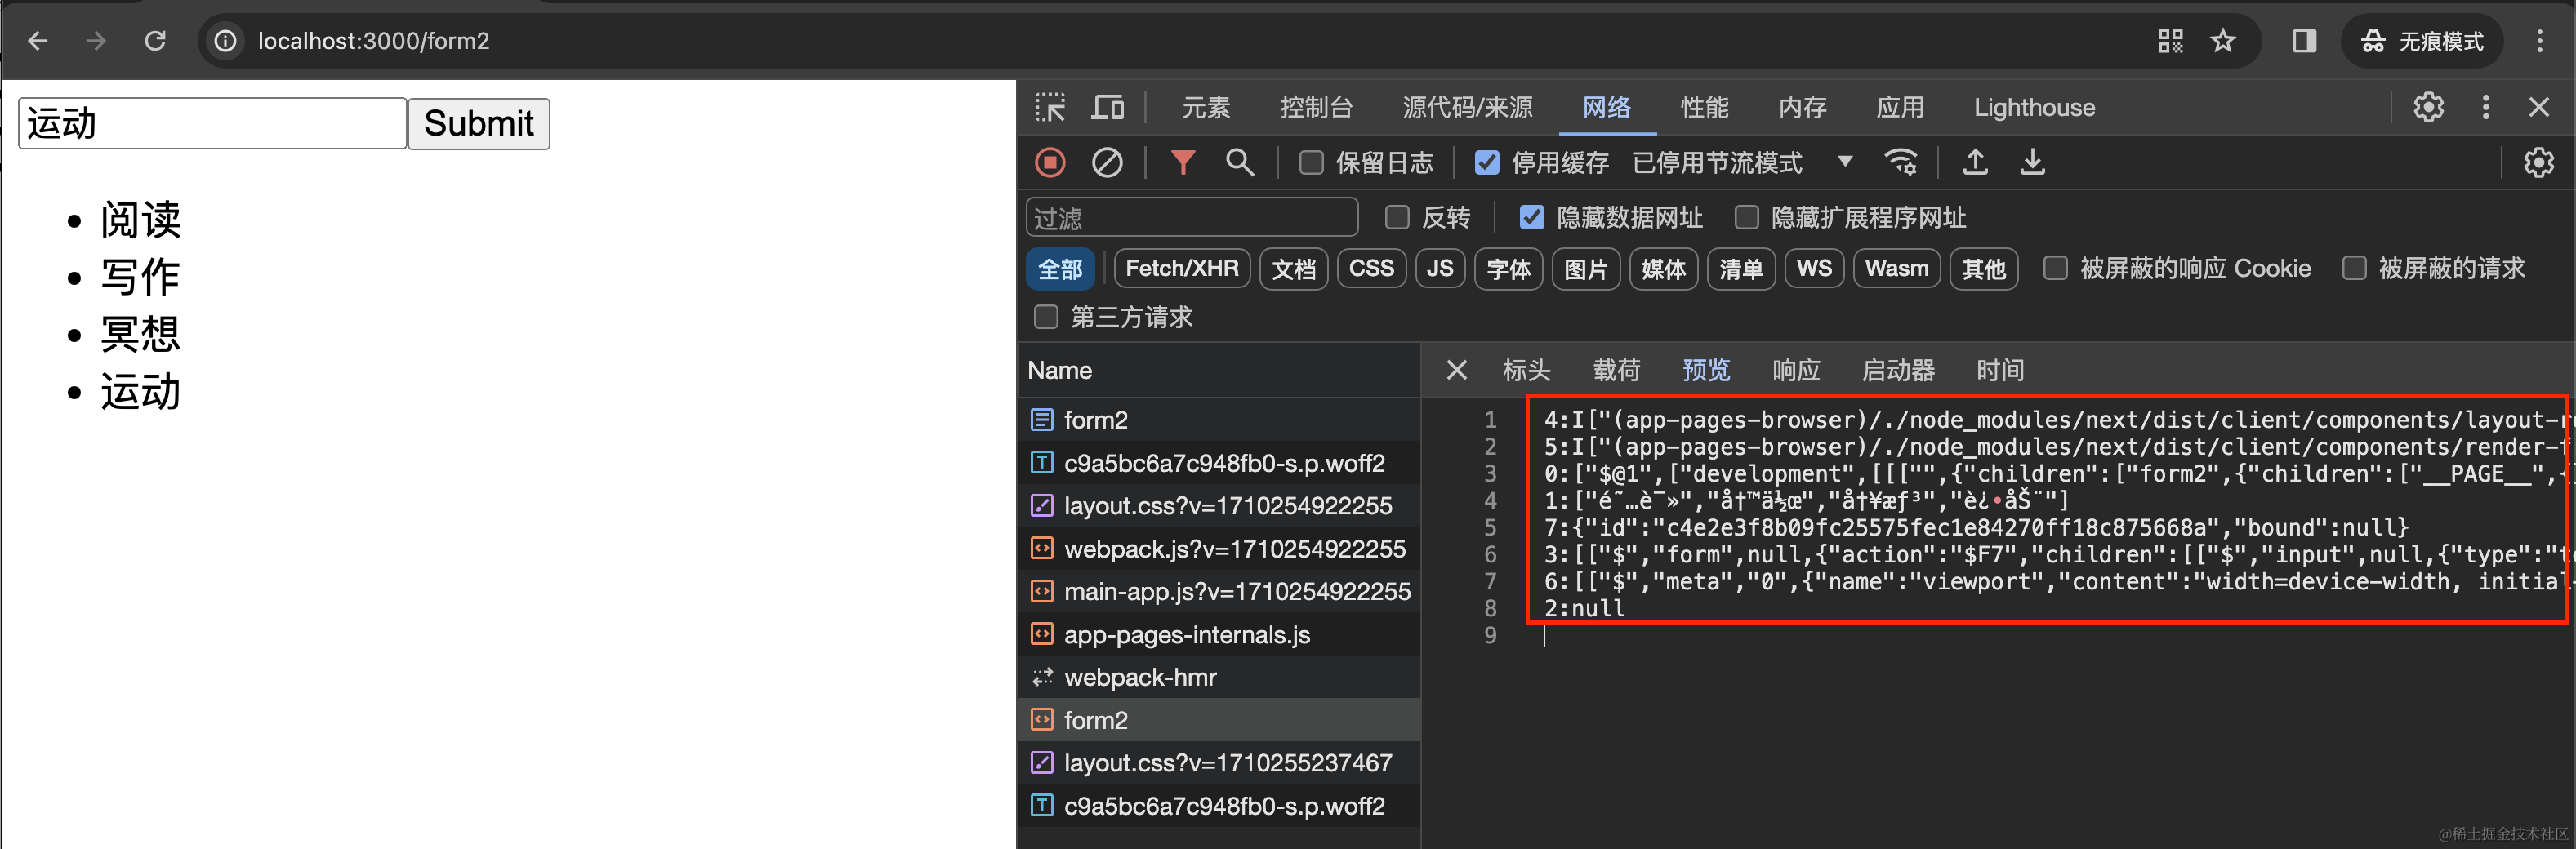 localhost:3000/form2
无痕模式
运动 Submit
阅读
写作
冥想
运动
元素 控制台 源代码/来源 网络 性能 内存 应用 Lighthouse
保留日志 停用缓存 已停用节流模式
过滤 反转 隐藏数据网址 隐藏扩展程序网址
全部 Fetch/XHR 文档 CSS JS 字体 图片 媒体 清单 WS Wasm 其他 被屏蔽的响应 Cookie 被屏蔽的请求
第三方请求
Name
form2
c9a5bc6a7c948fb0-s.p.woff2
layout.css?v=1710254922255
webpack.js?v=1710254922255
main-app.js?v=1710254922255
app-pages-internals.js
webpack-hmr
form2
layout.css?v=1710255237467
c9a5bc6a7c948fb0-s.p.woff2
标头 载荷 预览 响应 启动器 时间
1 4:I["(app-pages-browser)/./node_modules/next/dist/client/components/layout-r
2 5:I["(app-pages-browser)/./node_modules/next/dist/client/components/render-f
3 0:["$@1",["development",[[["",{"children":["form2",{"children":["__PAGE__",{
4 1:["é˜…è¯»","å†™ä½œ","å†¥æƒ³","è¿•åŠ¨"]
5 7:{"id":"c4e2e3f8b09fc25575fec1e84270ff18c875668a","bound":null}
6 3:[["$","form",null,{"action":"$F7","children":[["$","input",null,{"type":"te
7 6:[["$","meta","0",{"name":"viewport","content":"width=device-width, initial-
8 2:null
9
@稀土掘金技术社区